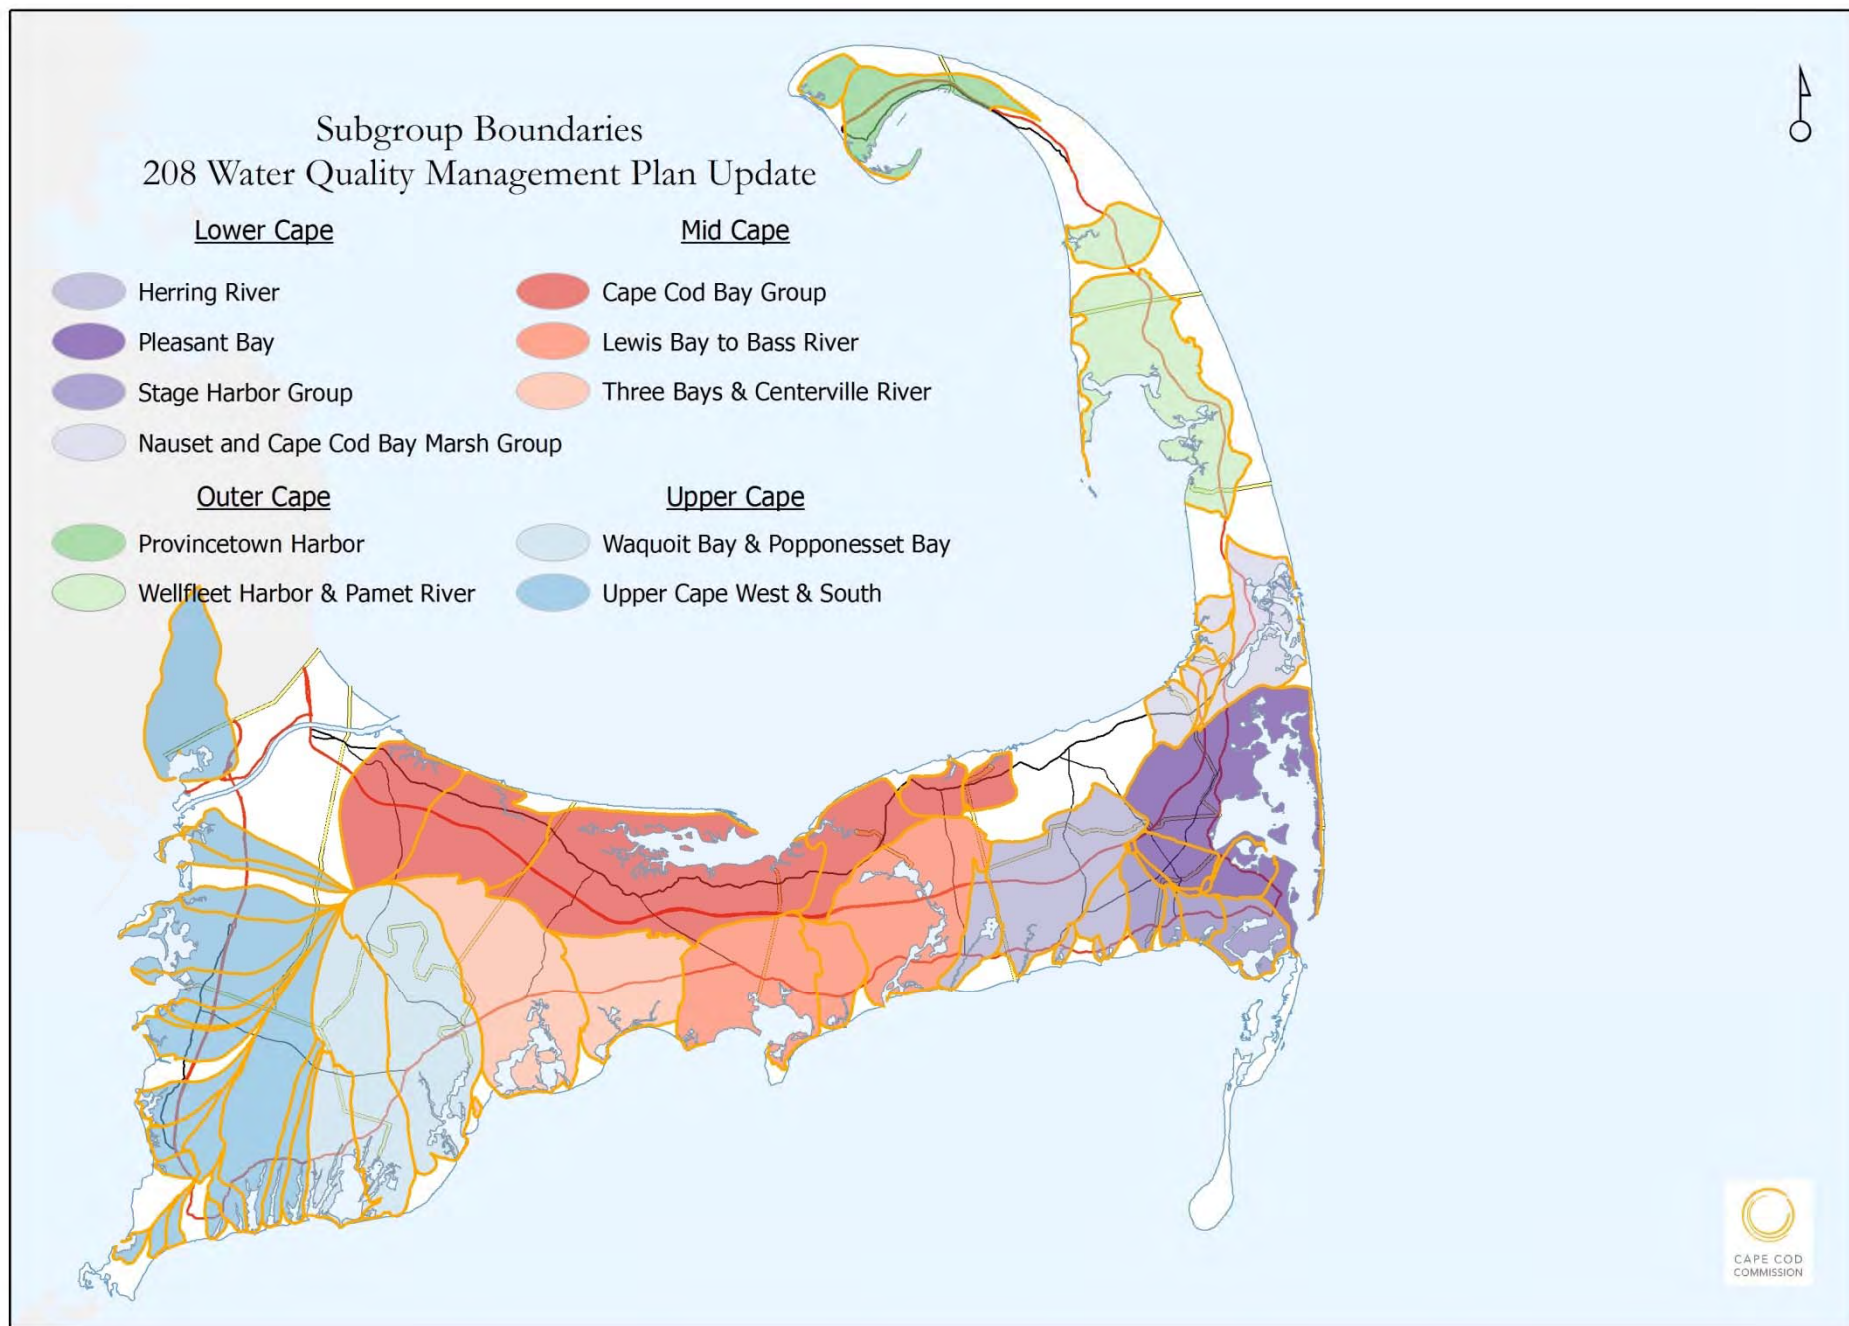 Subgroup Boundaries
208 Water Quality Management Plan Update
Lower Cape
Herring River
Pleasant Bay
Stage Harbor Group
Nauset and Cape Cod Bay Marsh Group
Mid Cape
Cape Cod Bay Group
Lewis Bay to Bass River
Three Bays & Centerville River
Outer Cape
Provincetown Harbor
Wellfleet Harbor & Pamet River
Upper Cape
Waquoit Bay & Popponesset Bay
Upper Cape West & South
CAPE COD
COMMISSION